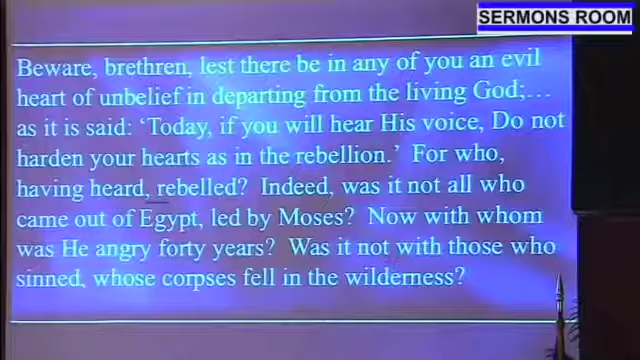 SERMONS ROOM
Beware, brethren, lest there be in any of you an evil
heart of unbelief in departing from the living God;…
as it is said: ‘Today, if you will hear His voice, Do not
harden your hearts as in the rebellion.’ For who,
having heard, rebelled? Indeed, was it not all who
came out of Egypt, led by Moses? Now with whom
was He angry forty years? Was it not with those who
sinned, whose corpses fell in the wilderness?